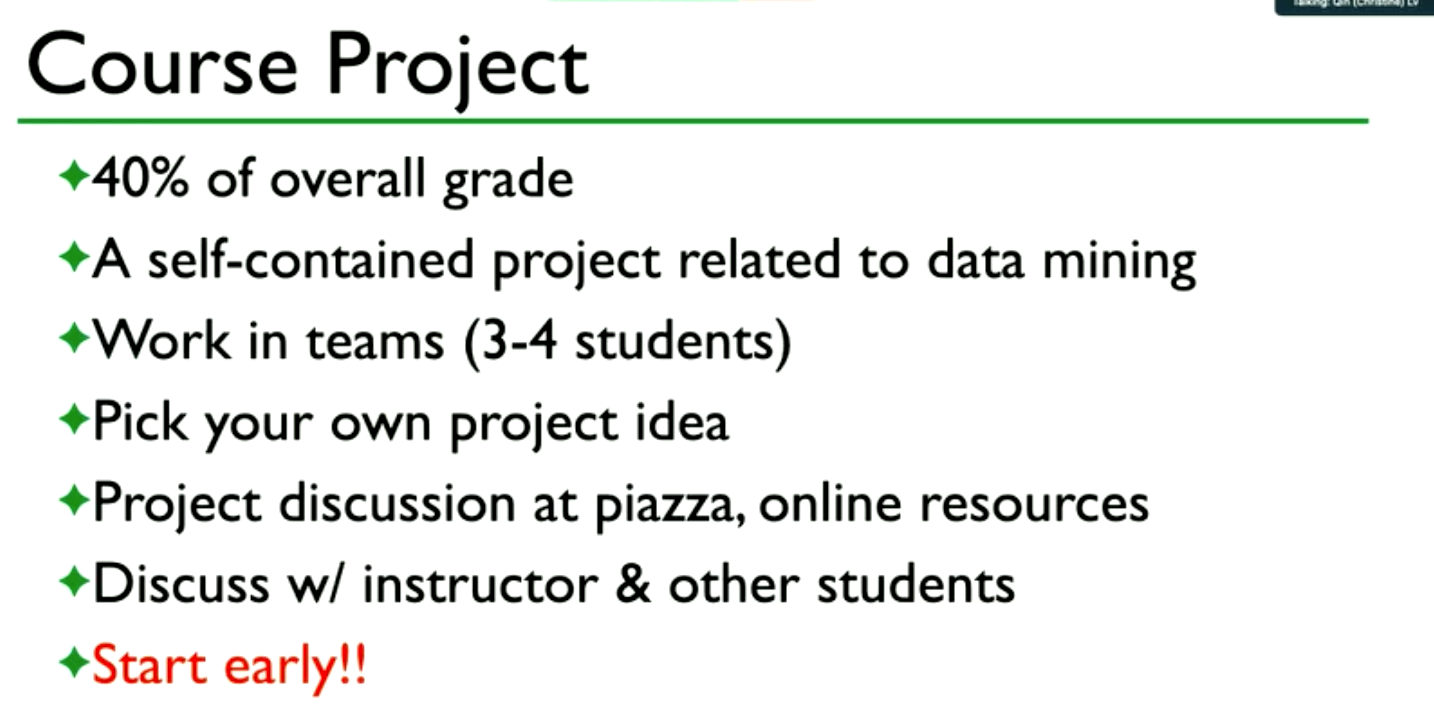 Talking: Qin (Christine) Lv
Course Project
✦40% of overall grade
✦A self-contained project related to data mining
✦Work in teams (3-4 students)
✦Pick your own project idea
✦Project discussion at piazza, online resources
✦Discuss w/ instructor & other students
✦Start early!!